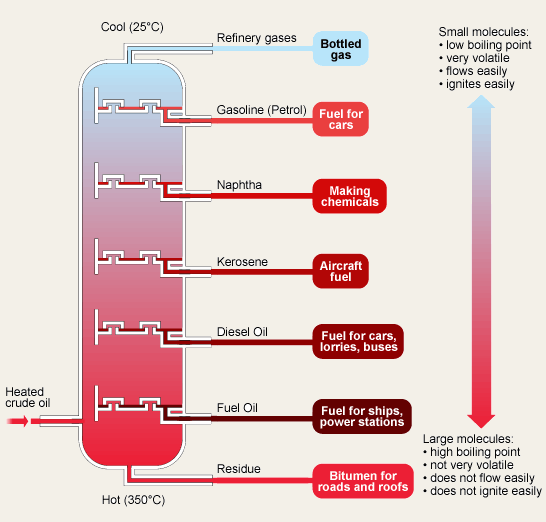 Cool (25°C)
Refinery gases
Bottled
gas
Gasoline (Petrol)
Fuel for
cars
Naphtha
Making
chemicals
Kerosene
Aircraft
fuel
Diesel Oil
Fuel for cars,
lorries, buses
Heated
crude oil
Fuel Oil
Fuel for ships,
power stations
Residue
Bitumen for
roads and roofs
Hot (350°C)
Small molecules:
• low boiling point
• very volatile
• flows easily
• ignites easily
Large molecules:
• high boiling point
• not very volatile
• does not flow easily
• does not ignite easily